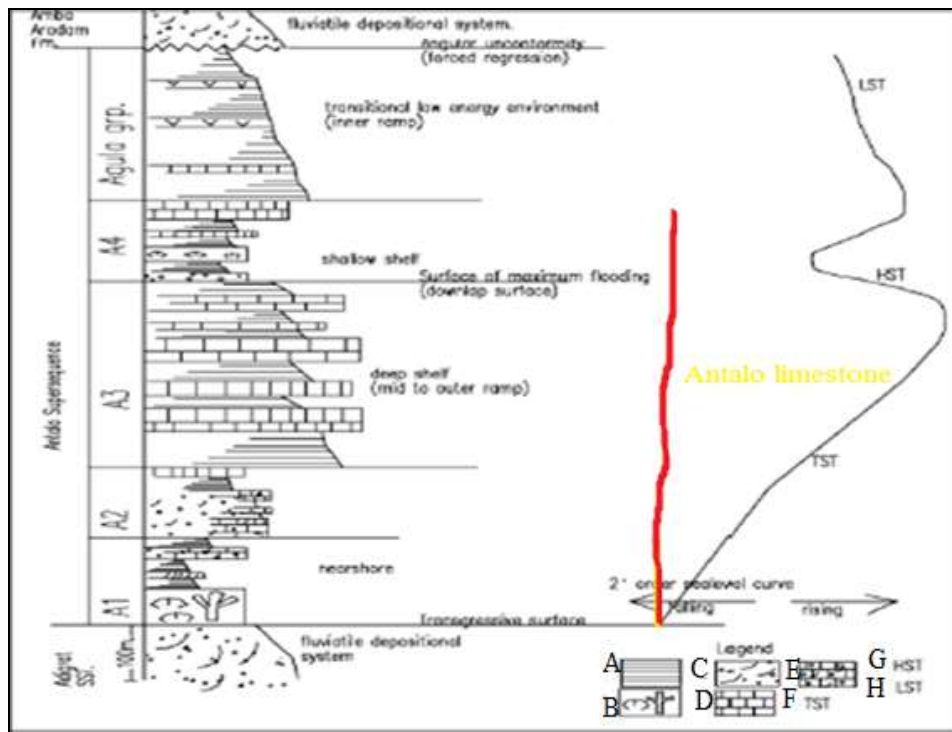 Amba
Aradam
Fm.
fluviatile depositional system.
Angular unconformity
(forced regression)
LST
transitional low energy environment
(inner ramp)
Agula grp.
A4
shallow shelf
Surface of maximum flooding
(downlap surface)
HST
Antalo Supersequence
A3
deep shelf
(mid to outer ramp)
Antalo limestone
TST
A2
nearshore
2° order sealevel curve
falling
rising
A1
Transgressive surface
100m
fluviatile depositional
system
Adigrat
SST.
Legend
A
C
E
G
HST
H
LST
B
D
F
TST